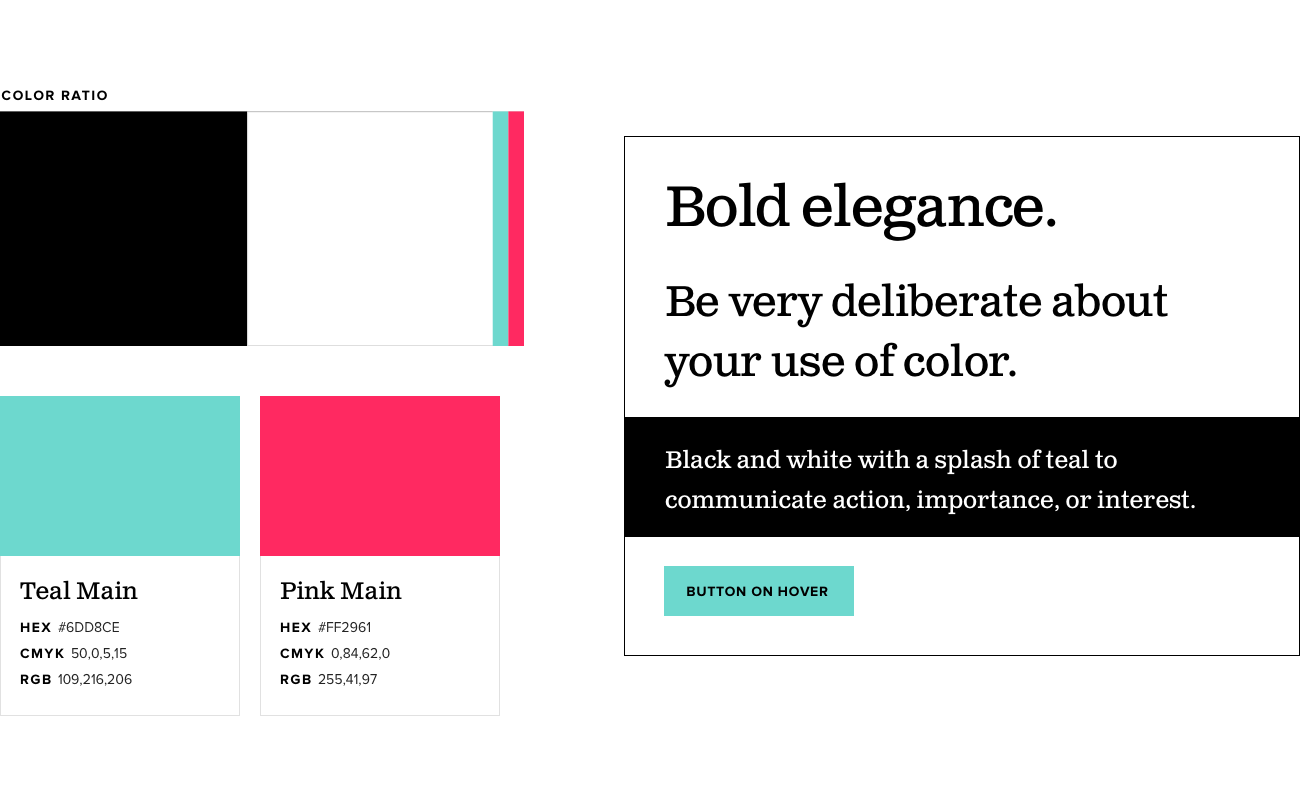 COLOR RATIO
Teal Main
HEX #6DD8CE
CMYK 50,0,5,15
RGB 109,216,206
Pink Main
HEX #FF2961
CMYK 0,84,62,0
RGB 255,41,97
Bold elegance.
Be very deliberate about
your use of color.
Black and white with a splash of teal to
communicate action, importance, or interest.
BUTTON ON HOVER